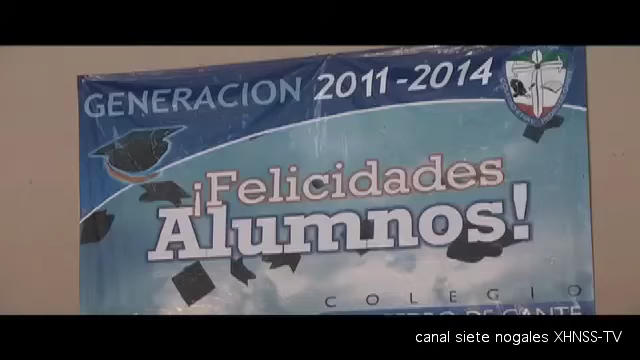 GENERACION 2011-2014
¡Felicidades
Alumnos!
COLEGIO
canal siete nogales XHNSS-TV